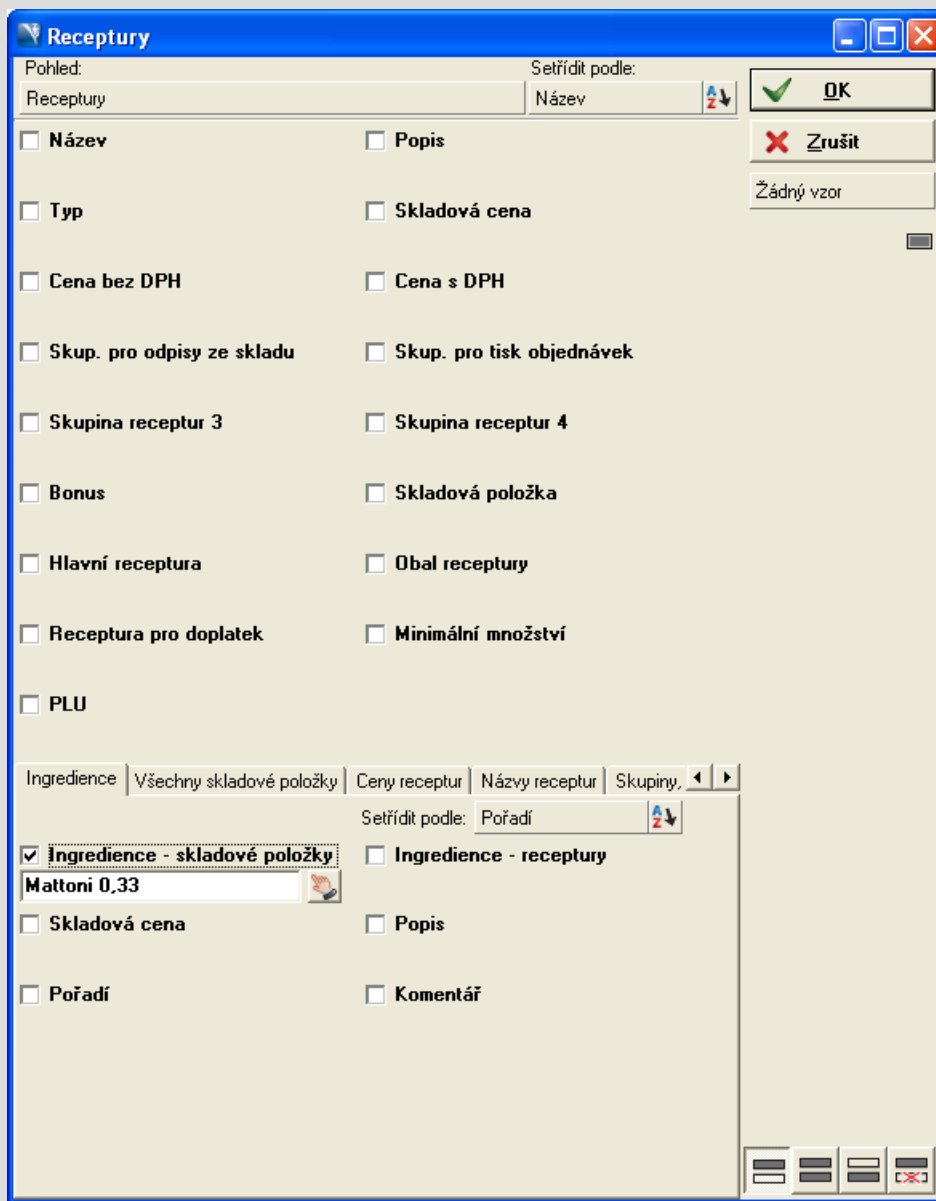 Receptury
Pohled: Setřídit podle:
Receptury Název OK
Název Popis Zrušit
Žádný vzor
Typ Skladová cena
Cena bez DPH Cena s DPH
Skup. pro odpisy ze skladu Skup. pro tisk objednávek
Skupina receptur 3 Skupina receptur 4
Bonus Skladová položka
Hlavní receptura Obal receptury
Receptura pro doplatek Minimální množství
PLU
Ingredience Všechny skladové položky Ceny receptur Názvy receptur Skupiny,
Setřídit podle: Pořadí
Ingredience - skladové položky Ingredience - receptury
Mattoni 0,33
Skladová cena Popis
Pořadí Komentář